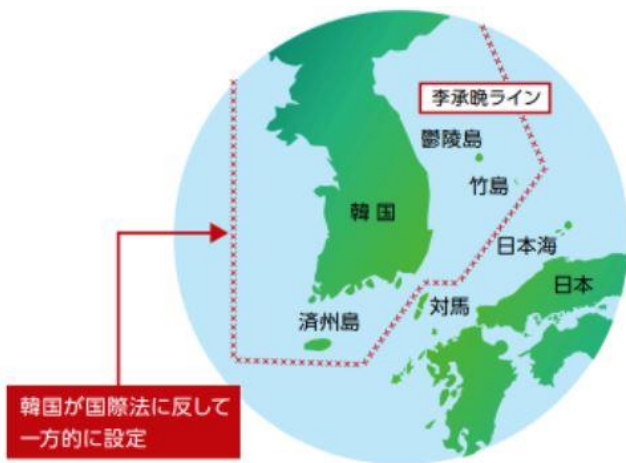 李承晩ライン
鬱陵島
竹島
韓国
日本海
日本
対馬
済州島
韓国が国際法に反して
一方的に設定